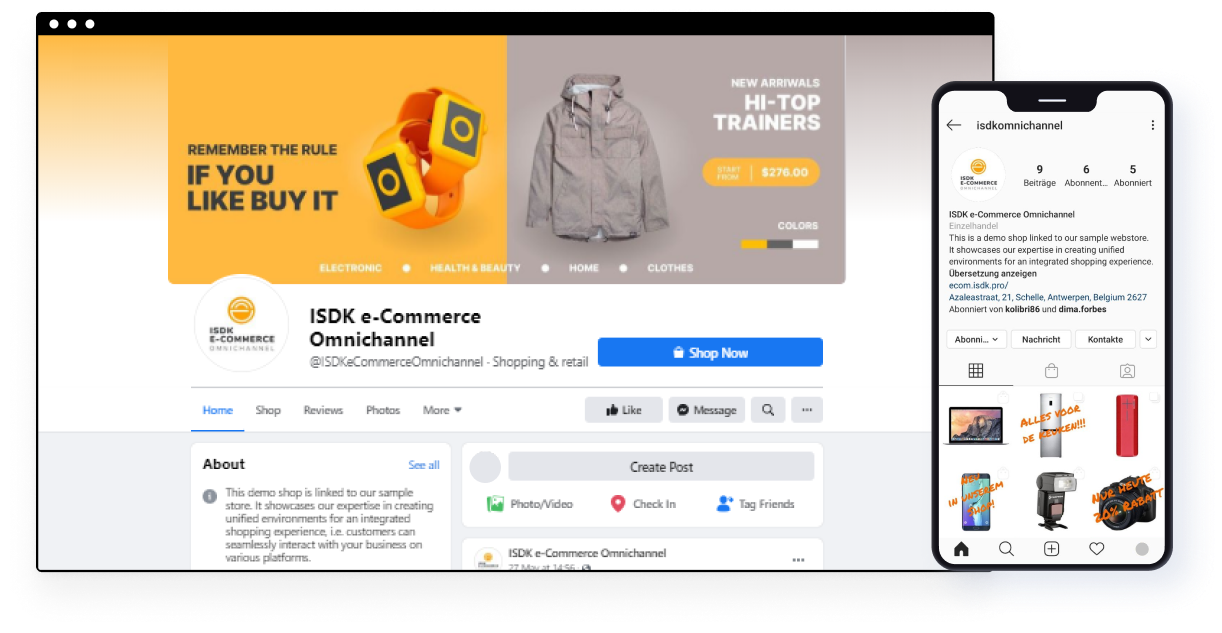 REMEMBER THE RULE
IF YOU
LIKE BUY IT
NEW ARRIWALS
HI-TOP
TRAINERS
START
FROM
$276.00
COLORS
ELECTRONIC
HEALTH & BEAUTY
HOME
CLOTHES
ISDK
E-COMMERCE
OMNICHANNEL
ISDK e-Commerce
Omnichannel
@ISDKeCommerceOmnichannel · Shopping & retail
Shop Now
Home
Shop
Reviews
Photos
More
Like
Message
About
See all
This demo shop is linked to our sample
store. It showcases our expertise in creating
unified environments for an integrated
shopping experience, i.e. customers can
seamlessly interact with your business on
various platforms.
Create Post
Photo/Video
Check In
Tag Friends
ISDK e-Commerce Omnichannel
27 May at 14:56
isdkomnichannel
ISDK
E-COMMERCE
OMNICHANNEL
9
6
5
Beiträge
Abonnent...
Abonniert
ISDK e-Commerce Omnichannel
Einzelhandel
This is a demo shop linked to our sample webstore.
It showcases our expertise in creating unified
environments for an integrated shopping experience.
Übersetzung anzeigen
ecom.isdk.pro/
Azaleastraat, 21, Schelle, Antwerpen, Belgium 2627
Abonniert von kolibri86 und dima.forbes
Abonni...
Nachricht
Kontakte
ALLES VOOR
DE KEUKEN!!!
NEU
IN UNSEREM
SHOP!
NUR HEUTE
20% RABATT